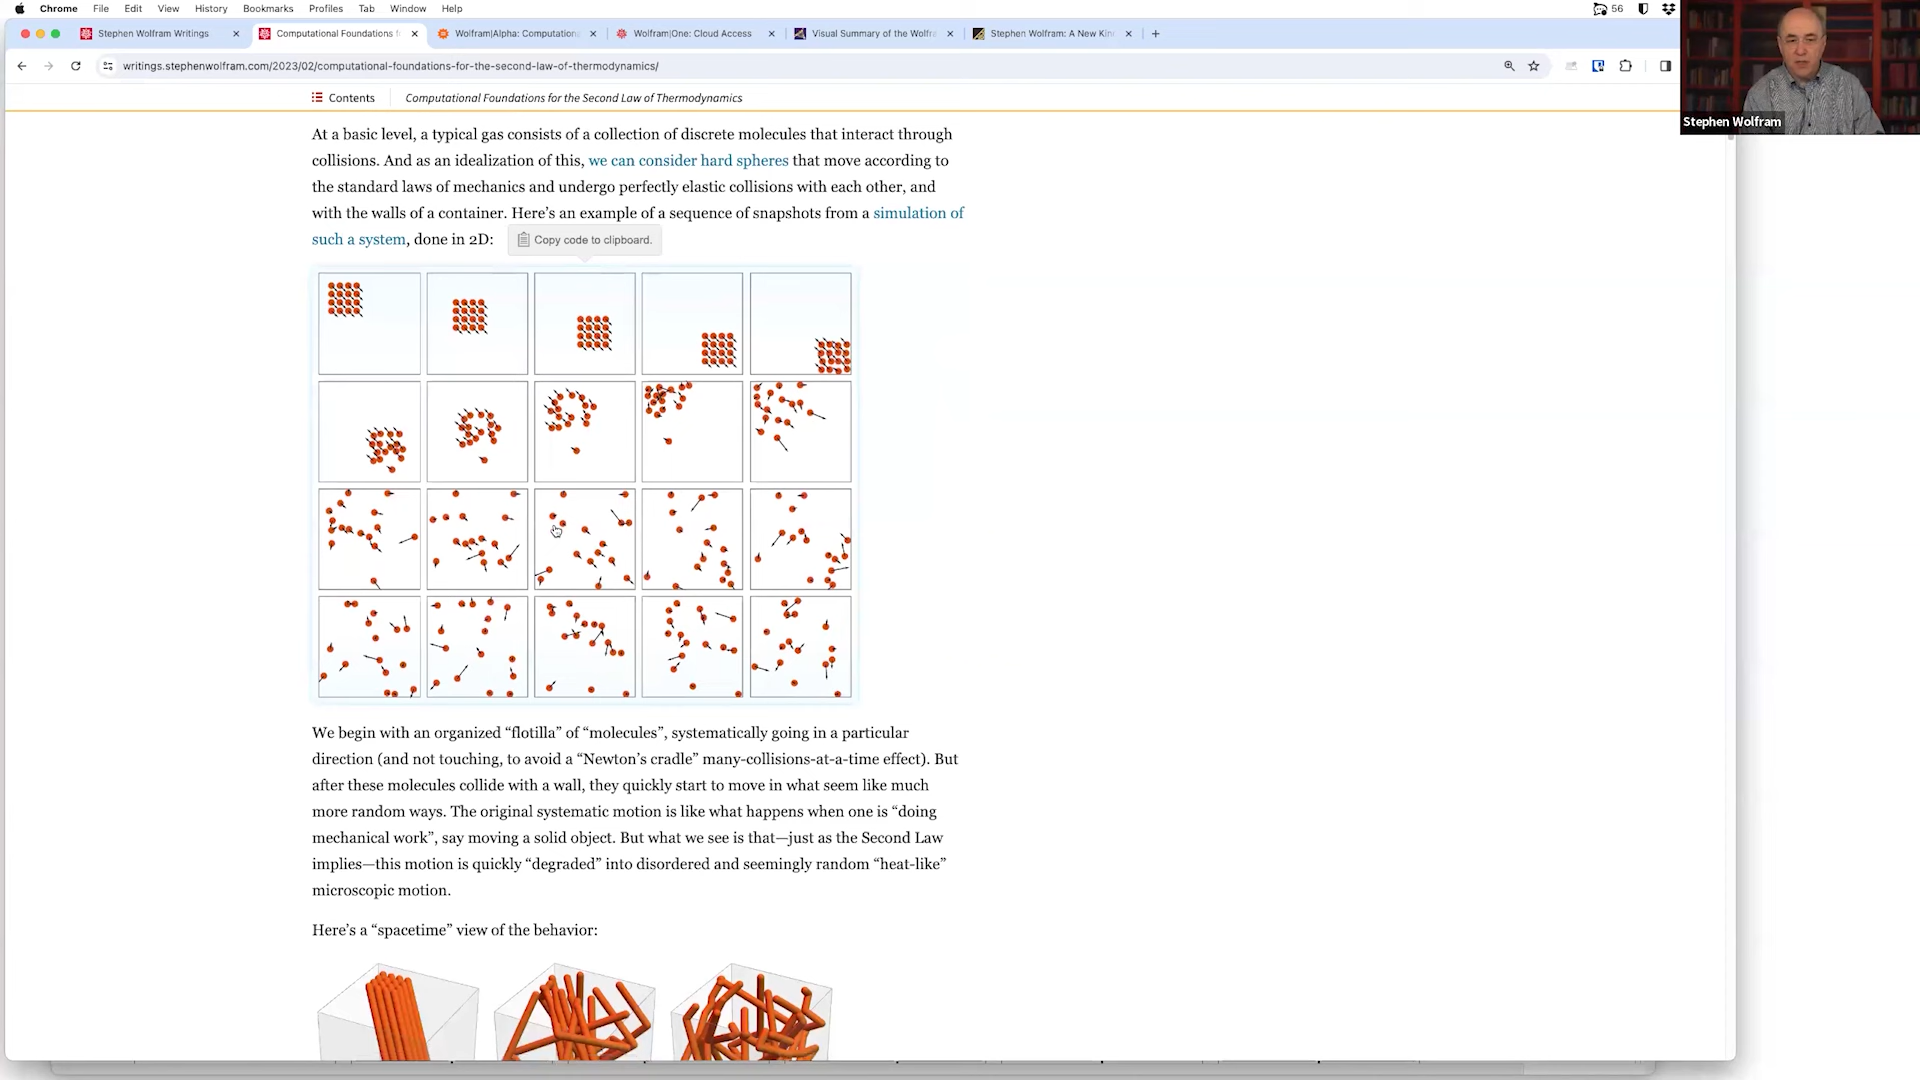 Chrome File Edit View History Bookmarks Profiles Tab Window Help 56
Stephen Wolfram Writings
Computational Foundations f
Wolfram|Alpha: Computation
Wolfram|One: Cloud Access
Visual Summary of the Wolfr
Stephen Wolfram: A New Kin
writings.stephenwolfram.com/2023/02/computational-foundations-for-the-second-law-of-thermodynamics/
Stephen Wolfram
Contents Computational Foundations for the Second Law of Thermodynamics
At a basic level, a typical gas consists of a collection of discrete molecules that interact through
collisions. And as an idealization of this, we can consider hard spheres that move according to
the standard laws of mechanics and undergo perfectly elastic collisions with each other, and
with the walls of a container. Here’s an example of a sequence of snapshots from a simulation of
such a system, done in 2D:
Copy code to clipboard.
We begin with an organized “flotilla” of “molecules”, systematically going in a particular
direction (and not touching, to avoid a “Newton’s cradle” many-collisions-at-a-time effect). But
after these molecules collide with a wall, they quickly start to move in what seem like much
more random ways. The original systematic motion is like what happens when one is “doing
mechanical work”, say moving a solid object. But what we see is that—just as the Second Law
implies—this motion is quickly “degraded” into disordered and seemingly random “heat-like”
microscopic motion.
Here’s a “spacetime” view of the behavior: